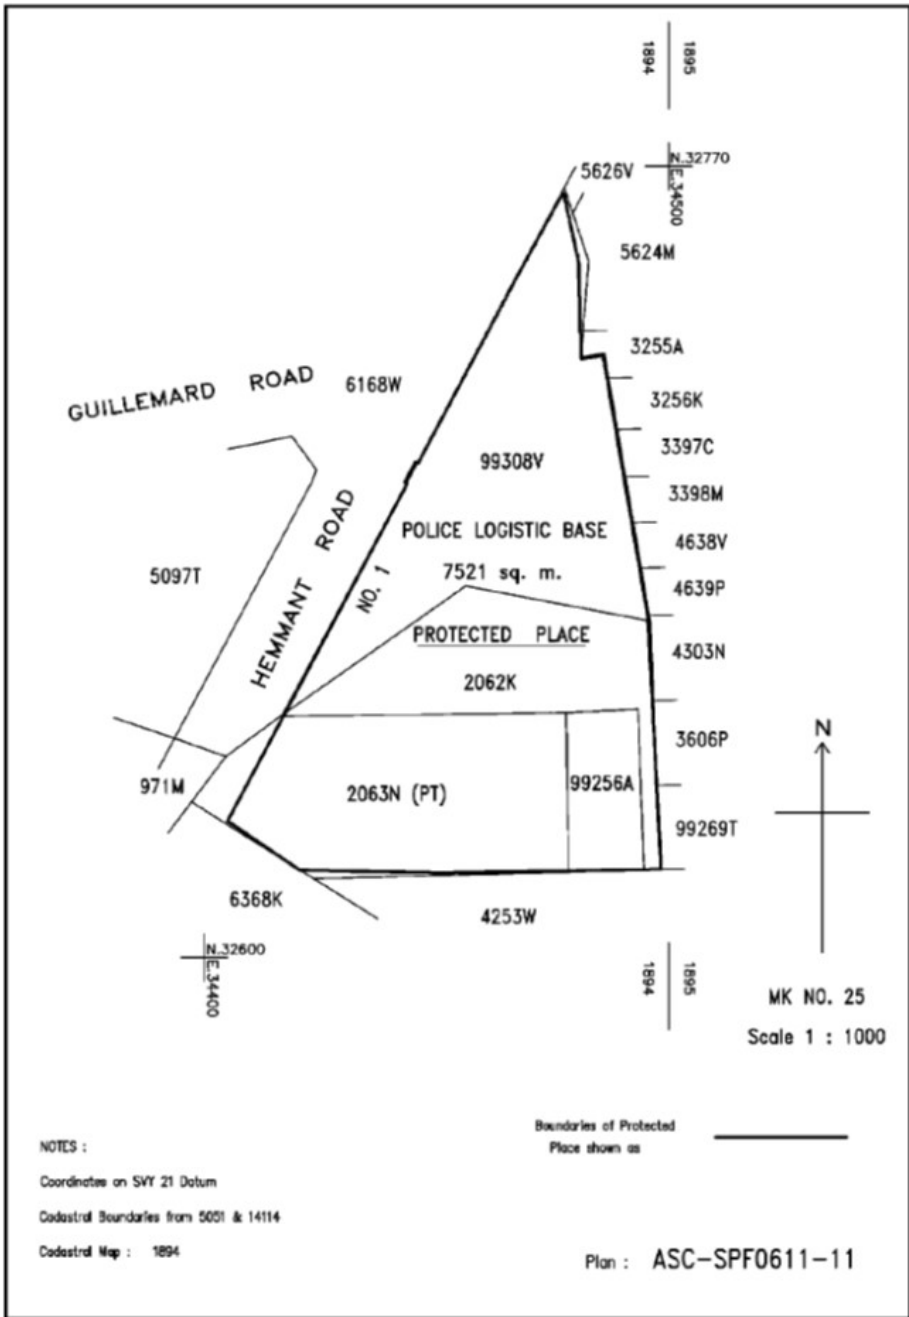 1894
1895
N.32770
E.34500
5626V
5624M
3255A
GUILLEMARD ROAD
6168W
3256K
3397C
99308V
3398M
HEMMANT ROAD
POLICE LOGISTIC BASE
4638V
5097T
NO. 1
7521 sq. m.
4639P
PROTECTED PLACE
4303N
2062K
N
3606P
971M
2063N (PT)
99256A
99269T
6368K
4253W
N.32600
E.34400
1894
1895
MK NO. 25
Scale 1 : 1000
Boundaries of Protected
Place shown as
NOTES :
Coordinates on SVY 21 Datum
Cadastral Boundaries from 5051 & 14114
Cadastral Map : 1894
Plan : ASC-SPF0611-11